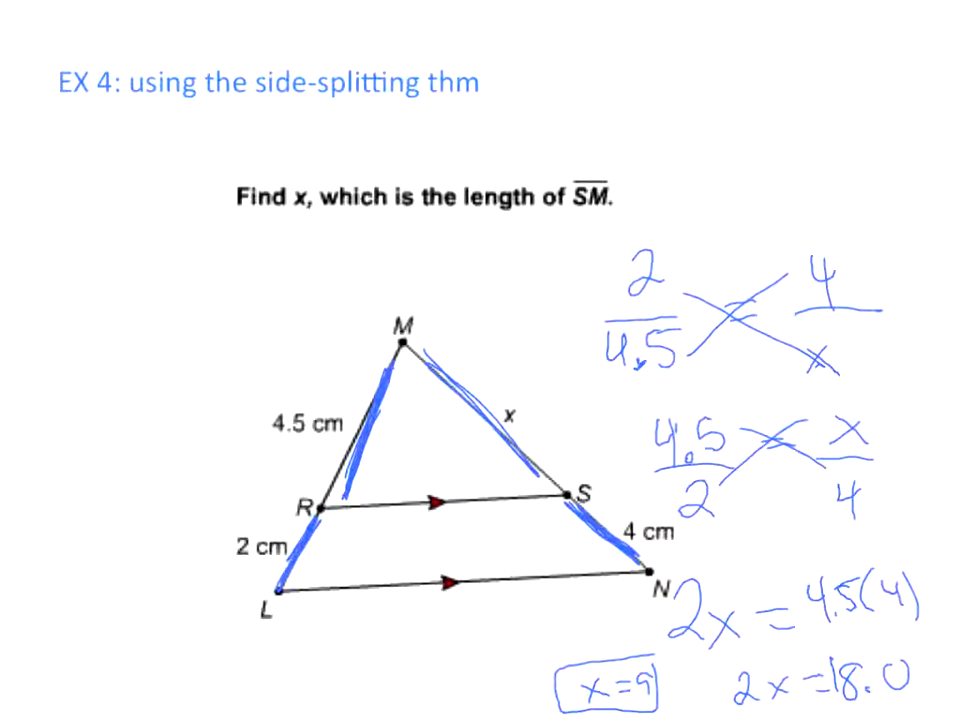 EX 4: using the side-splitting thm
Find x, which is the length of SM.
2 4
4.5 = x
M
4.5 cm
x
4.5 = x
2 4
R
S
2 cm
4 cm
L
N
2x = 4.5(4)
2x = 18.0
x = 9